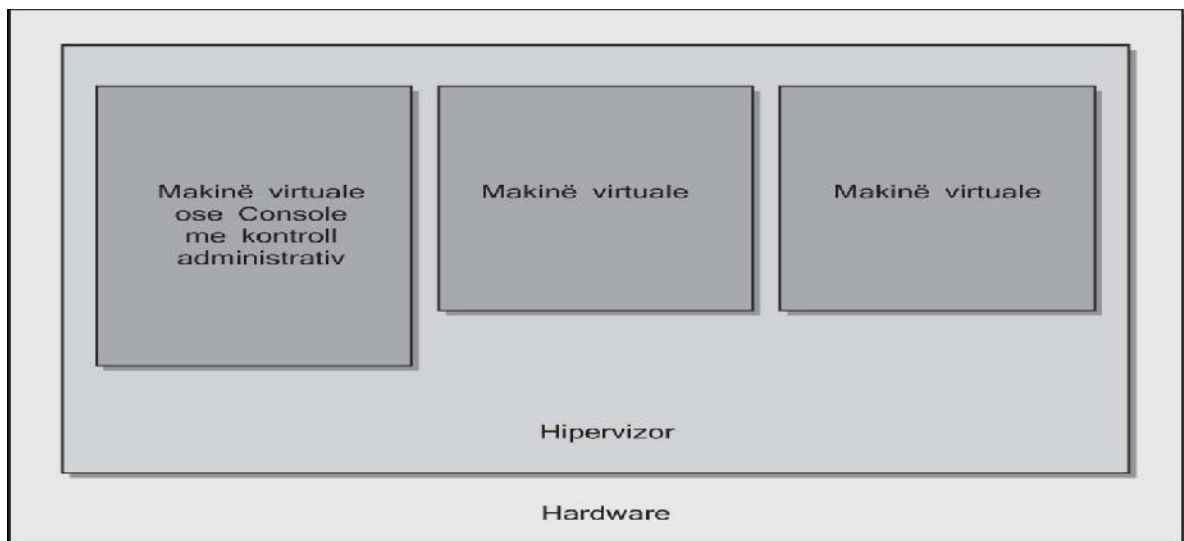 Makinë virtuale
ose Console
me kontroll
administrativ
Makinë virtuale
Makinë virtuale
Hipervizor
Hardware